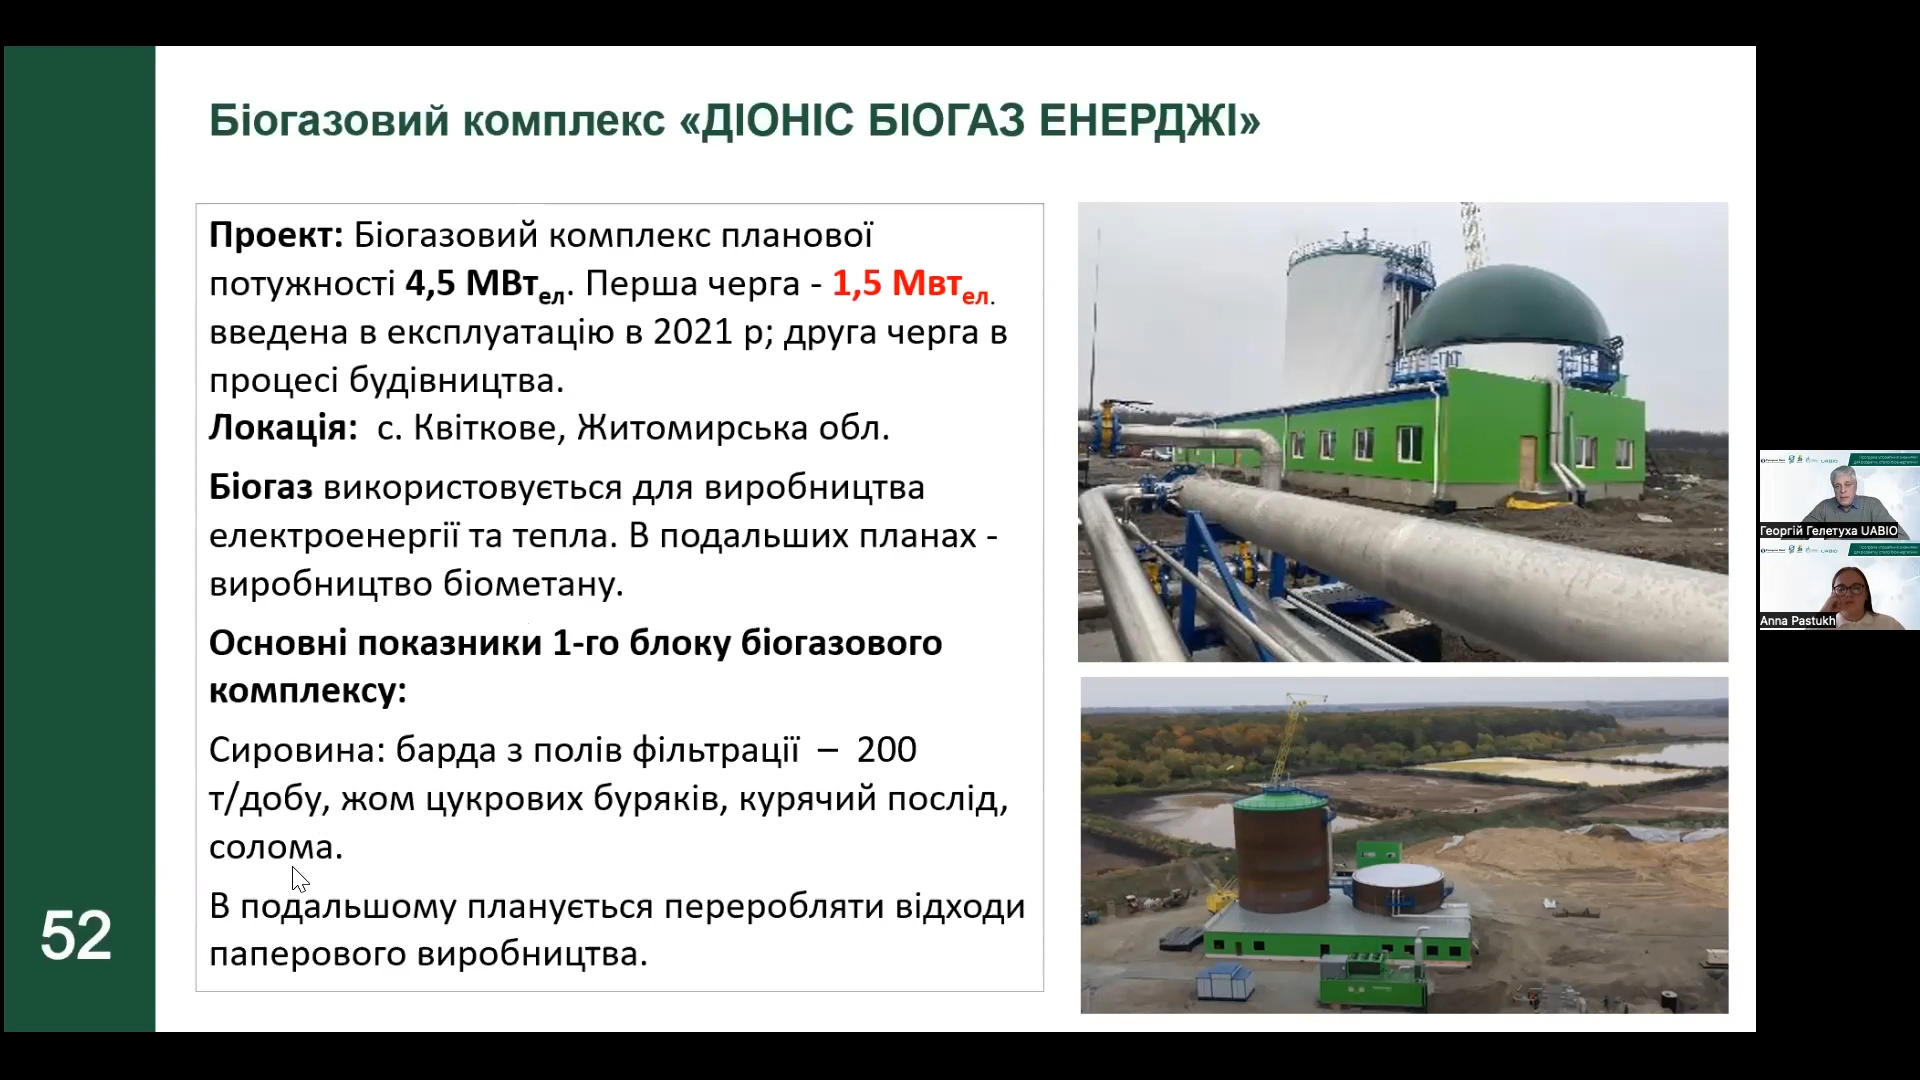 Біогазовий комплекс «ДІОНІС БІОГАЗ ЕНЕРДЖІ»
Проект: Біогазовий комплекс планової
потужності 4,5 МВтел. Перша черга - 1,5 Мвтел.
введена в експлуатацію в 2021 р; друга черга в
процесі будівництва.
Локація: с. Квіткове, Житомирська обл.
Біогаз використовується для виробництва
електроенергії та тепла. В подальших планах -
виробництво біометану.
Основні показники 1-го блоку біогазового
комплексу:
Сировина: барда з полів фільтрації – 200
т/добу, жом цукрових буряків, курячий послід,
солома.
В подальшому планується переробляти відходи
паперового виробництва.
52
Георгій Гелетуха UABIO
Anna Pastukh